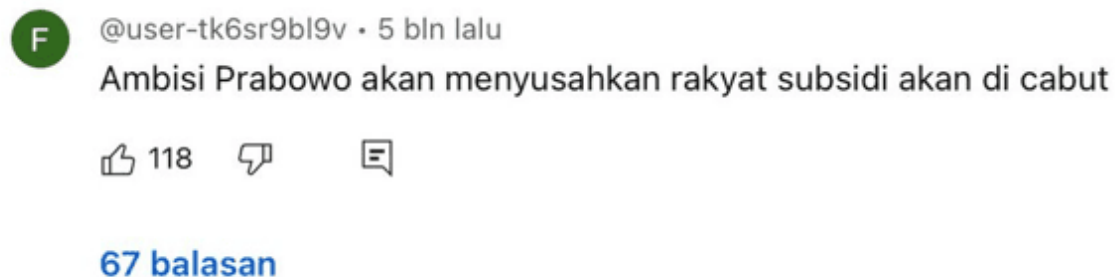 F
@user-tk6sr9bl9v • 5 bln lalu
Ambisi Prabowo akan menyusahkan rakyat subsidi akan di cabut
118
67 balasan